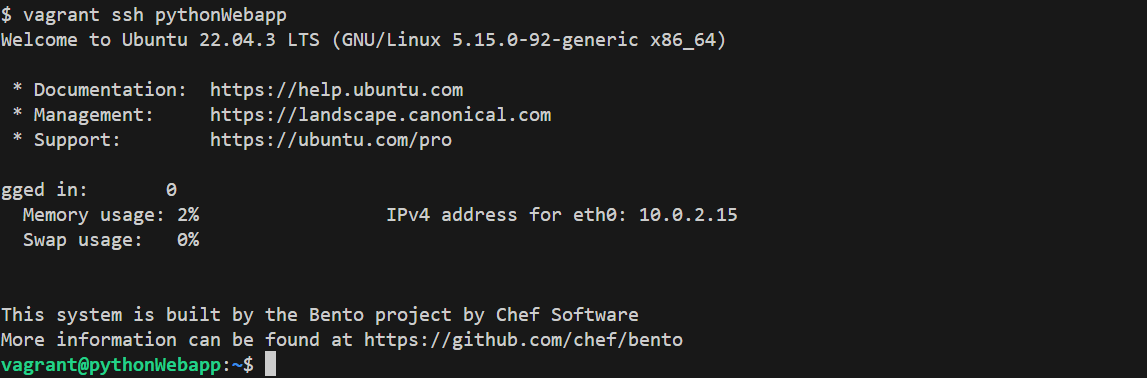 $ vagrant ssh pythonWebapp
Welcome to Ubuntu 22.04.3 LTS (GNU/Linux 5.15.0-92-generic x86_64)
* Documentation:  https://help.ubuntu.com
* Management:     https://landscape.canonical.com
* Support:        https://ubuntu.com/pro
gged in:       0
Memory usage: 2%                 IPv4 address for eth0: 10.0.2.15
Swap usage:   0%
This system is built by the Bento project by Chef Software
More information can be found at https://github.com/chef/bento
vagrant@pythonWebapp:~$